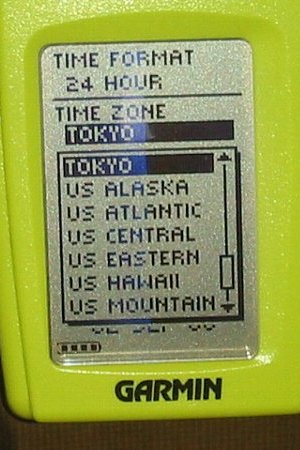 TIME FORMAT
24 HOUR
TIME ZONE
TOKYO
TOKYO
US ALASKA
US ATLANTIC
US CENTRAL
US EASTERN
US HAWAII
US MOUNTAIN
GARMIN